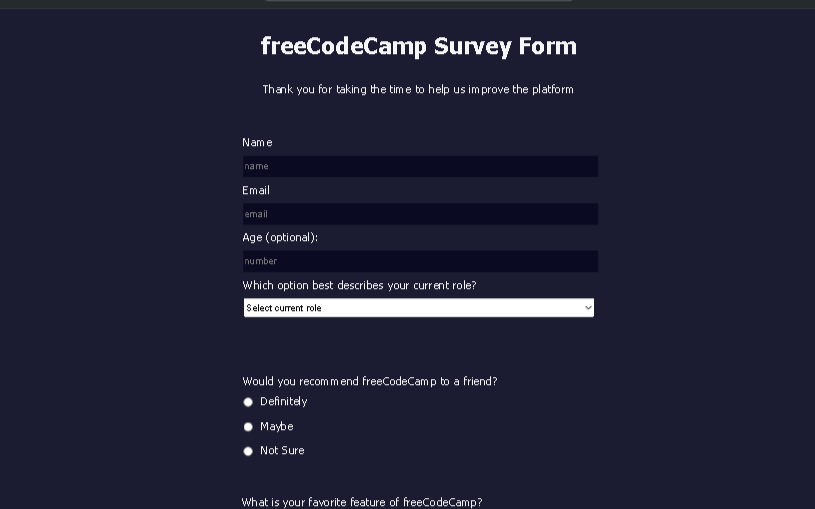 freeCodeCamp Survey Form
Thank you for taking the time to help us improve the platform
Name
name
Email
email
Age (optional):
number
Which option best describes your current role?
Select current role
Would you recommend freeCodeCamp to a friend?
Definitely
Maybe
Not Sure
What is your favorite feature of freeCodeCamp?